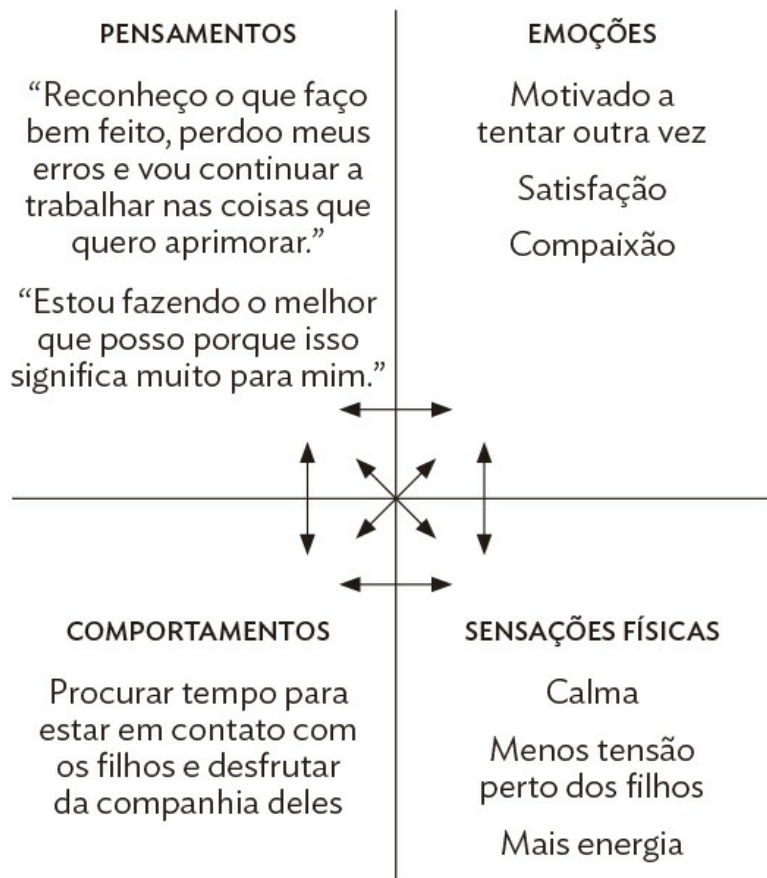 PENSAMENTOS
“Reconheço o que faço
bem feito, perdoo meus
erros e vou continuar a
trabalhar nas coisas que
quero aprimorar.”
“Estou fazendo o melhor
que posso porque isso
significa muito para mim.”
EMOÇÕES
Motivado a
tentar outra vez
Satisfação
Compaixão
COMPORTAMENTOS
Procurar tempo para
estar em contato com
os filhos e desfrutar
da companhia deles
SENSAÇÕES FÍSICAS
Calma
Menos tensão
perto dos filhos
Mais energia